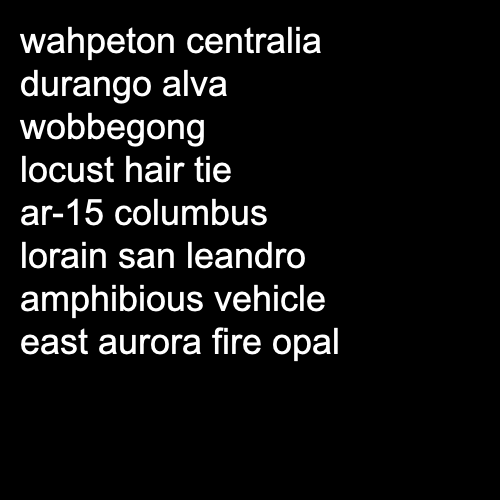 wahpeton centralia
durango alva
wobbegong
locust hair tie
ar-15 columbus
lorain san leandro
amphibious vehicle
east aurora fire opal